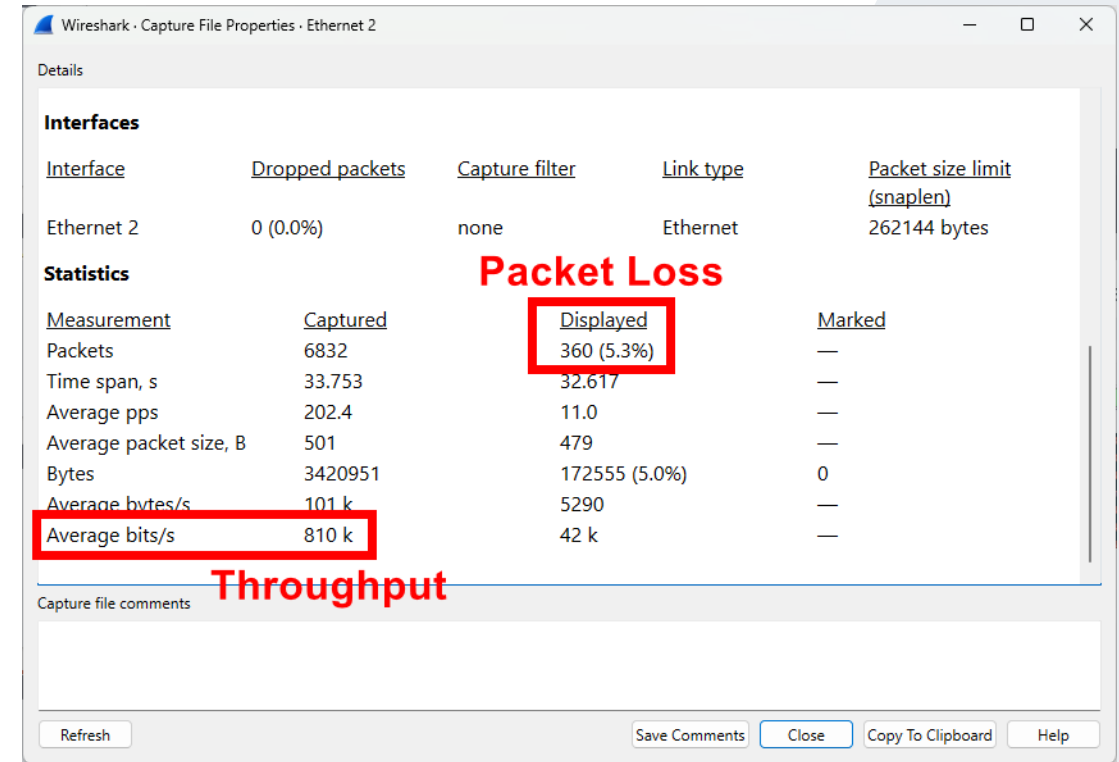 Wireshark · Capture File Properties · Ethernet 2
Details
Interfaces
Interface Dropped packets Capture filter Link type Packet size limit
(snaplen)
Ethernet 2 0 (0.0%) none Ethernet 262144 bytes
Packet Loss
Statistics
Measurement Captured Displayed Marked
Packets 6832 360 (5.3%) —
Time span, s 33.753 32.617 —
Average pps 202.4 11.0 —
Average packet size, B 501 479 —
Bytes 3420951 172555 (5.0%) 0
Average bytes/s 101 k 5290 —
Average bits/s 810 k 42 k —
Throughput
Capture file comments
Refresh Save Comments Close Copy To Clipboard Help